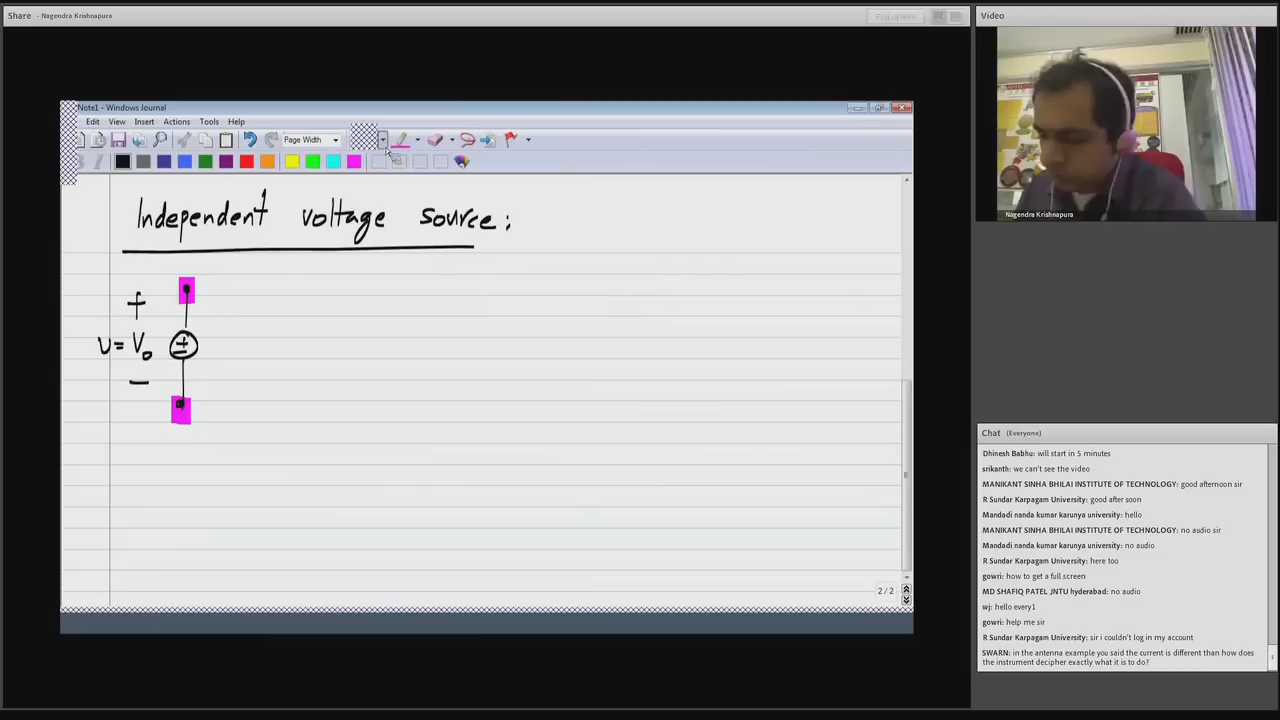 Share - Nagendra Krishnapura
Full screen
Video
Note1 - Windows Journal
Edit View Insert Actions Tools Help
Page Width
Independent voltage source:
+
v = V₀ ±
−
2 / 2
Nagendra Krishnapura
Chat (Everyone)
Dhinesh Babhu: will start in 5 minutes
srikanth: we can't see the video
MANIKANT SINHA BHILAI INSTITUTE OF TECHNOLOGY: good afternoon sir
R Sundar Karpagam University: good after soon
Mandadi nanda kumar karunya university: hello
MANIKANT SINHA BHILAI INSTITUTE OF TECHNOLOGY: no audio sir
Mandadi nanda kumar karunya university: no audio
R Sundar Karpagam University: here too
gowri: how to get a full screen
MD SHAFIQ PATEL JNTU hyderabad: no audio
wj: hello every1
gowri: help me sir
R Sundar Karpagam University: sir i couldn't log in my account
SWARN: in the antenna example you said the current is different than how does
the instrument decipher exactly what it is to do?